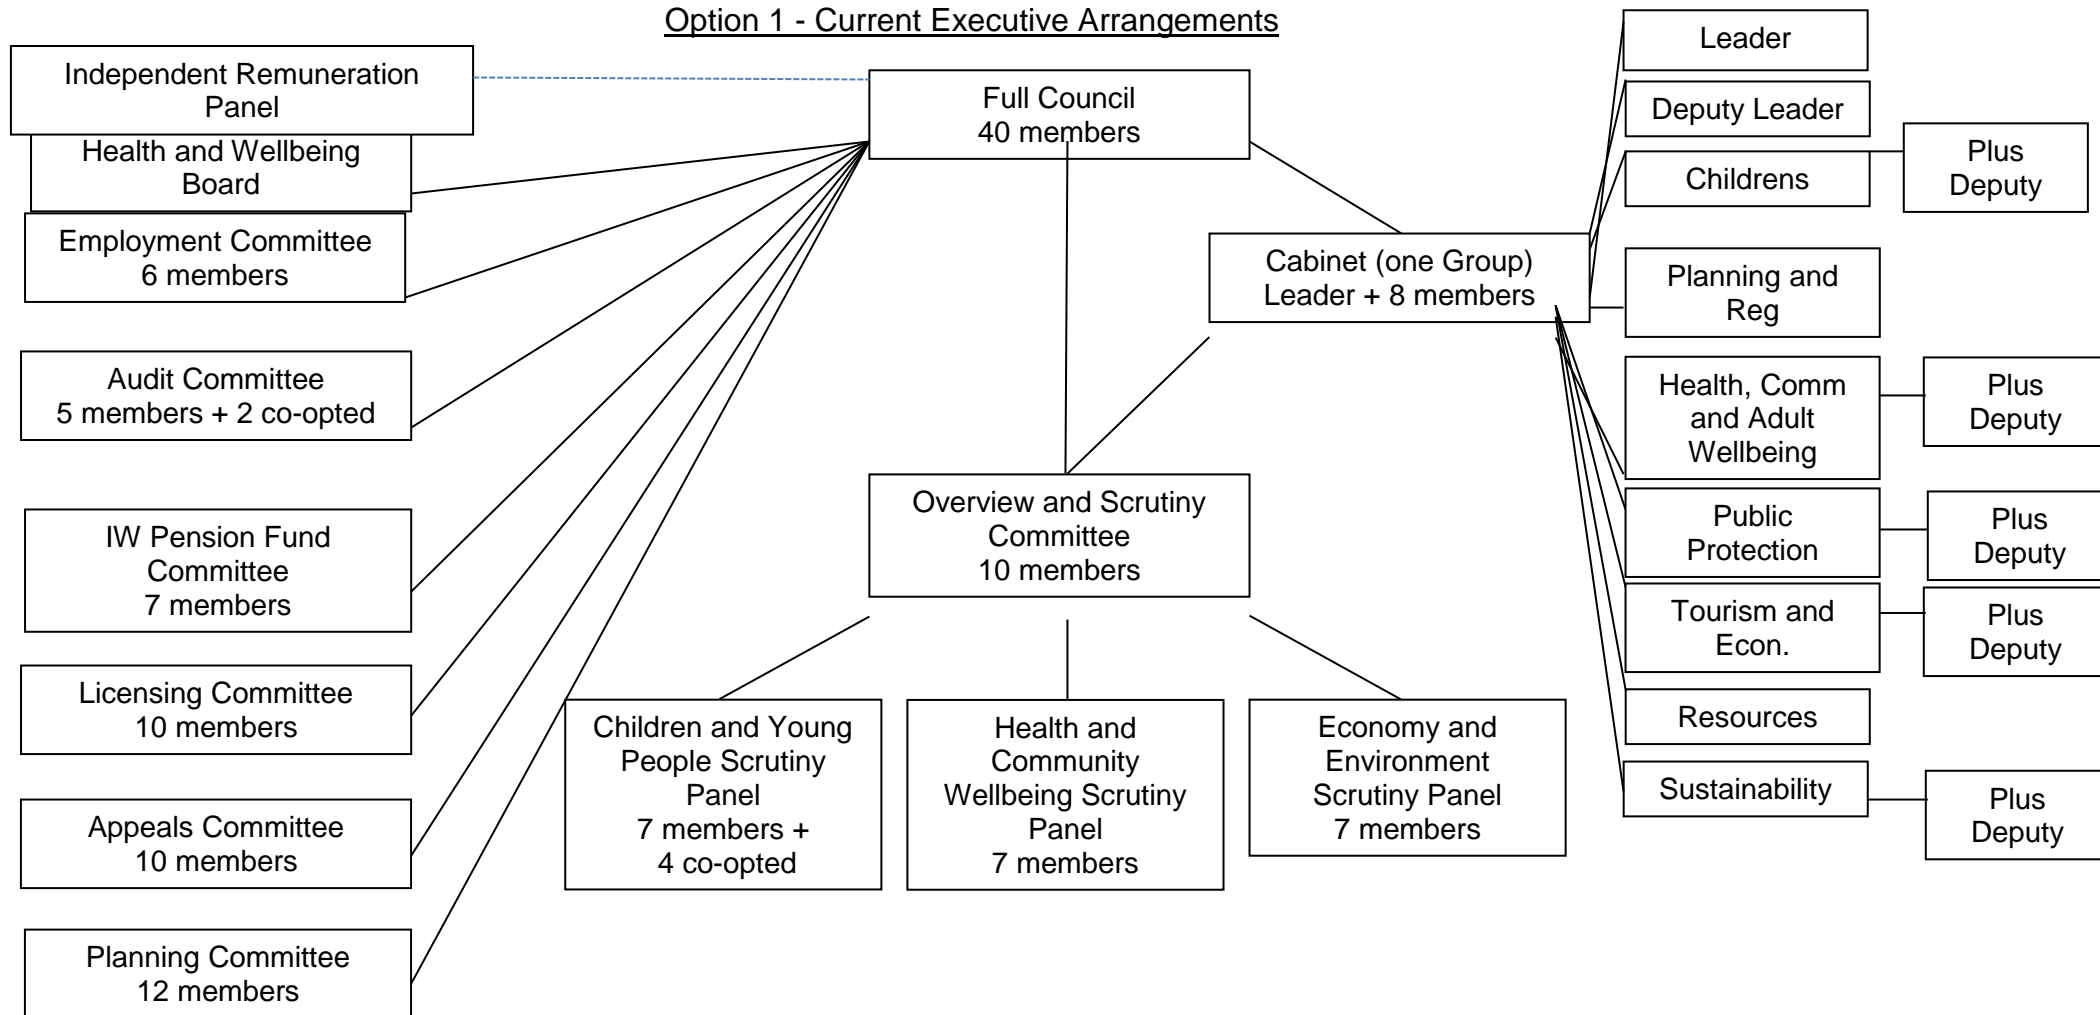 Option 1 - Current Executive Arrangements
Independent Remuneration
Panel
Health and Wellbeing
Board
Employment Committee
6 members
Audit Committee
5 members + 2 co-opted
IW Pension Fund
Committee
7 members
Licensing Committee
10 members
Appeals Committee
10 members
Planning Committee
12 members
Full Council
40 members
Cabinet (one Group)
Leader + 8 members
Overview and Scrutiny
Committee
10 members
Children and Young
People Scrutiny
Panel
7 members +
4 co-opted
Health and
Community
Wellbeing Scrutiny
Panel
7 members
Economy and
Environment
Scrutiny Panel
7 members
Leader
Deputy Leader
Childrens
Plus
Deputy
Planning and
Reg
Health, Comm
and Adult
Wellbeing
Plus
Deputy
Public
Protection
Plus
Deputy
Tourism and
Econ.
Plus
Deputy
Resources
Sustainability
Plus
Deputy